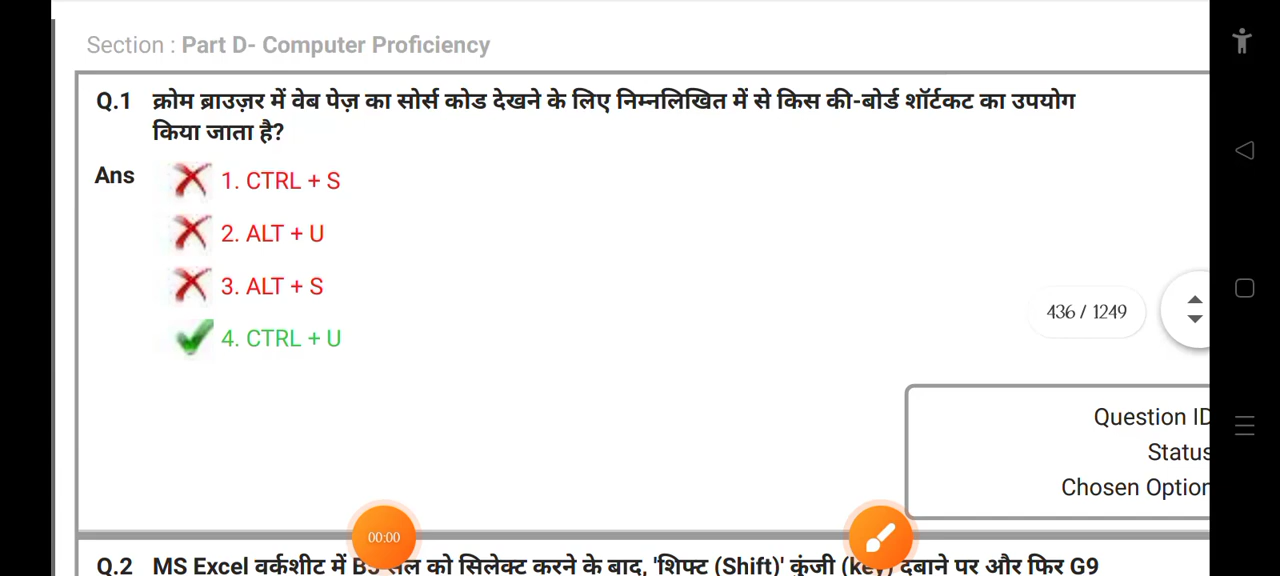 Section : Part D- Computer Proficiency
Q.1 क्रोम ब्राउज़र में वेब पेज़ का सोर्स कोड देखने के लिए निम्नलिखित में से किस की-बोर्ड शॉर्टकट का उपयोग
किया जाता है?
Ans 1. CTRL + S
2. ALT + U
3. ALT + S
4. CTRL + U
436 / 1249
Question ID
Status
Chosen Option
00:00
Q.2 MS Excel वर्कशीट में को सिलेक्ट करने के बाद, 'शिफ्ट (Shift)' कुंजी दबाने पर और फिर G9